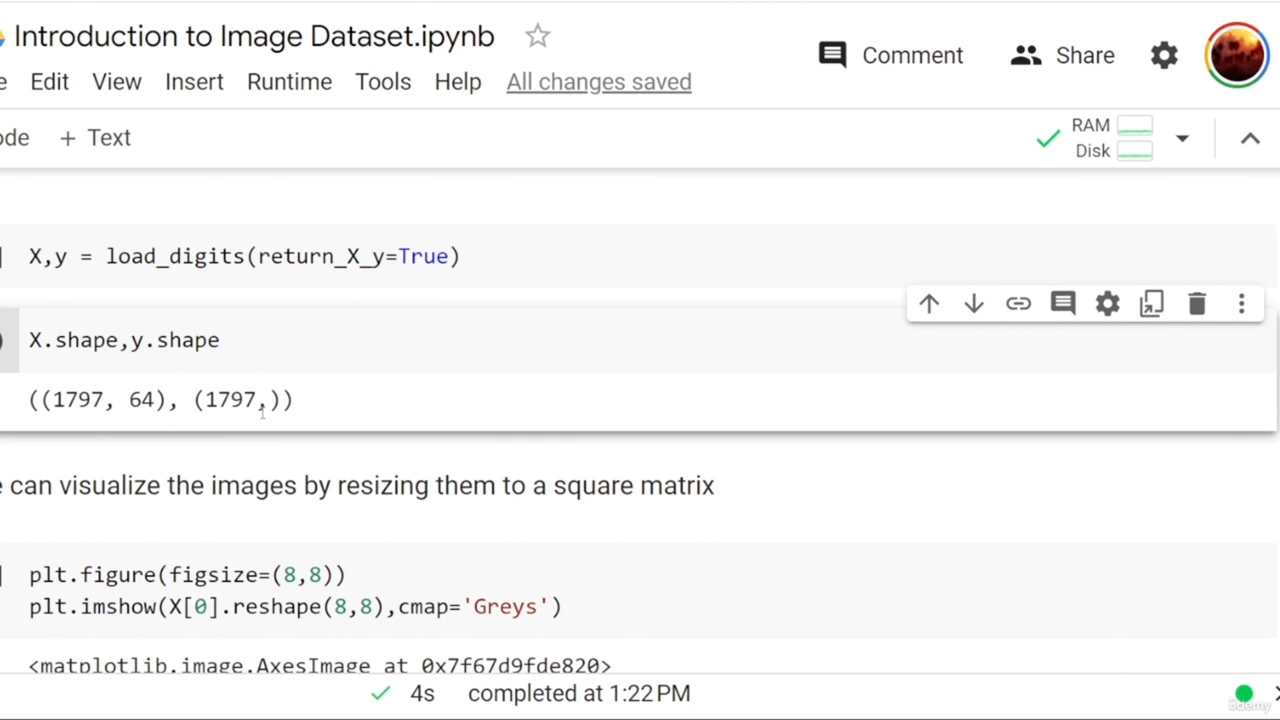 Introduction to Image Dataset.ipynb
Comment
Share
e Edit View Insert Runtime Tools Help All changes saved
ode + Text
RAM
Disk
X,y = load_digits(return_X_y=True)
X.shape,y.shape
((1797, 64), (1797,))
e can visualize the images by resizing them to a square matrix
plt.figure(figsize=(8,8))
plt.imshow(X[0].reshape(8,8),cmap='Greys')
<matplotlib.image.AxesImage at 0x7f67d9fde820>
4s completed at 1:22 PM
udemy